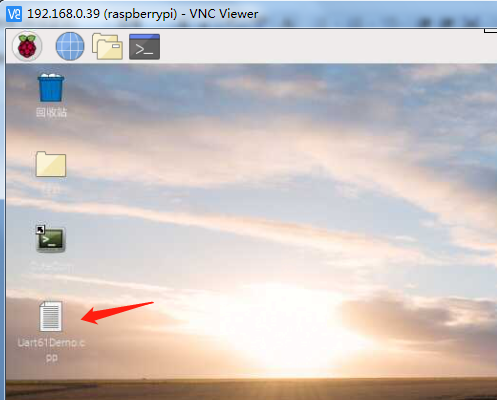 192.168.0.39 (raspberrypi) - VNC Viewer
回收站
Uart61Demo.c
pp